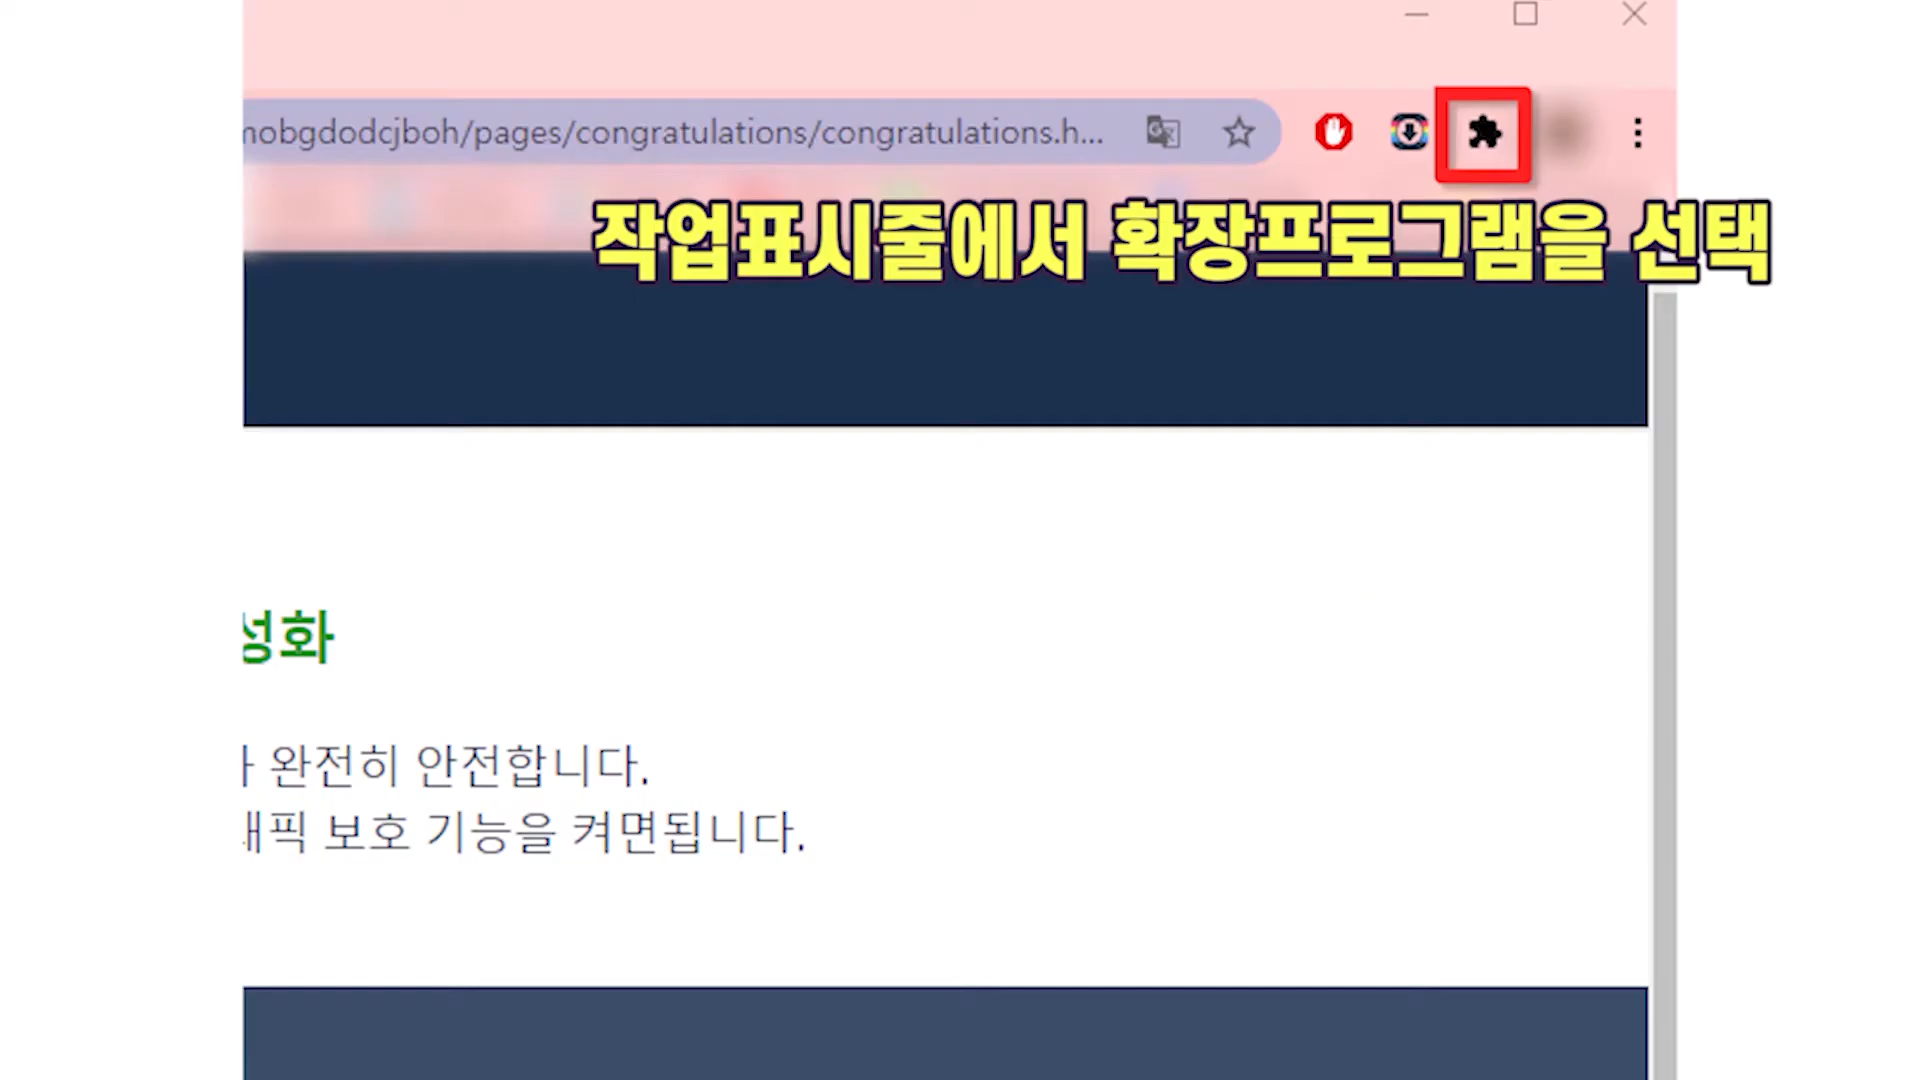 mobgdodcjboh/pages/congratulations/congratulations.h...
작업표시줄에서 확장프로그램을 선택
성화
완전히 안전합니다.
래픽 보호 기능을 켜면됩니다.